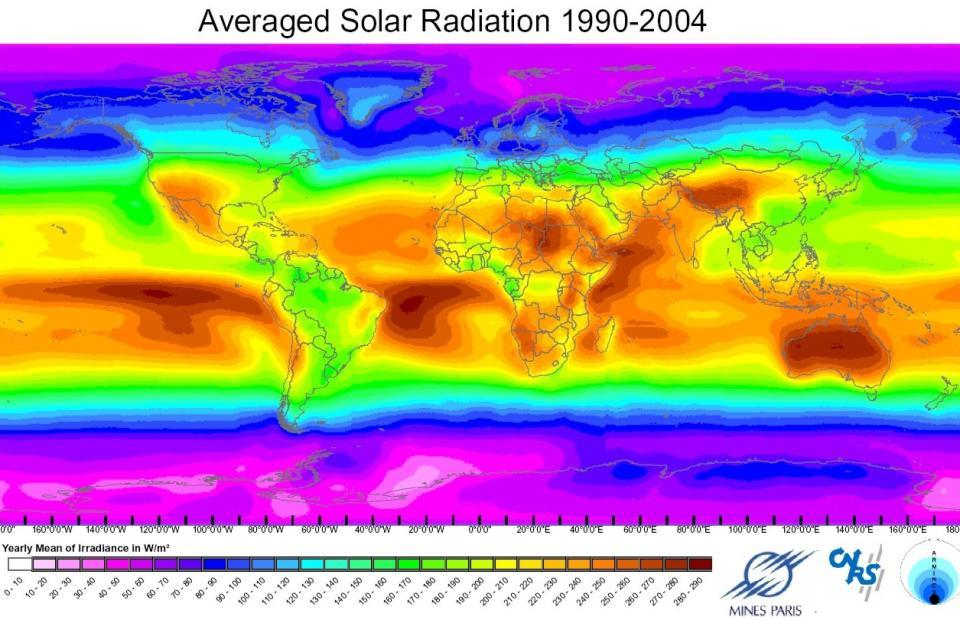 Averaged Solar Radiation 1990-2004
160°0'0"W 140°0'0"W 120°0'0"W 100°0'0"W 80°0'0"W 60°0'0"W 40°0'0"W 20°0'0"W 0°0'0" 20°0'0"E 40°0'0"E 60°0'0"E 80°0'0"E 100°0'0"E 120°0'0"E 140°0'0"E 160°0'0"E
Yearly Mean of Irradiance in W/m²
0 - 10 10 - 20 20 - 30 30 - 40 40 - 50 50 - 60 60 - 70 70 - 80 80 - 90 90 - 100 100 - 110 110 - 120 120 - 130 130 - 140 140 - 150 150 - 160 160 - 170 170 - 180 180 - 190 190 - 200 200 - 210 210 - 220 220 - 230 230 - 240 240 - 250 250 - 260 260 - 270 270 - 280 280 - 290
MINES PARIS
CNRS
ARMINES